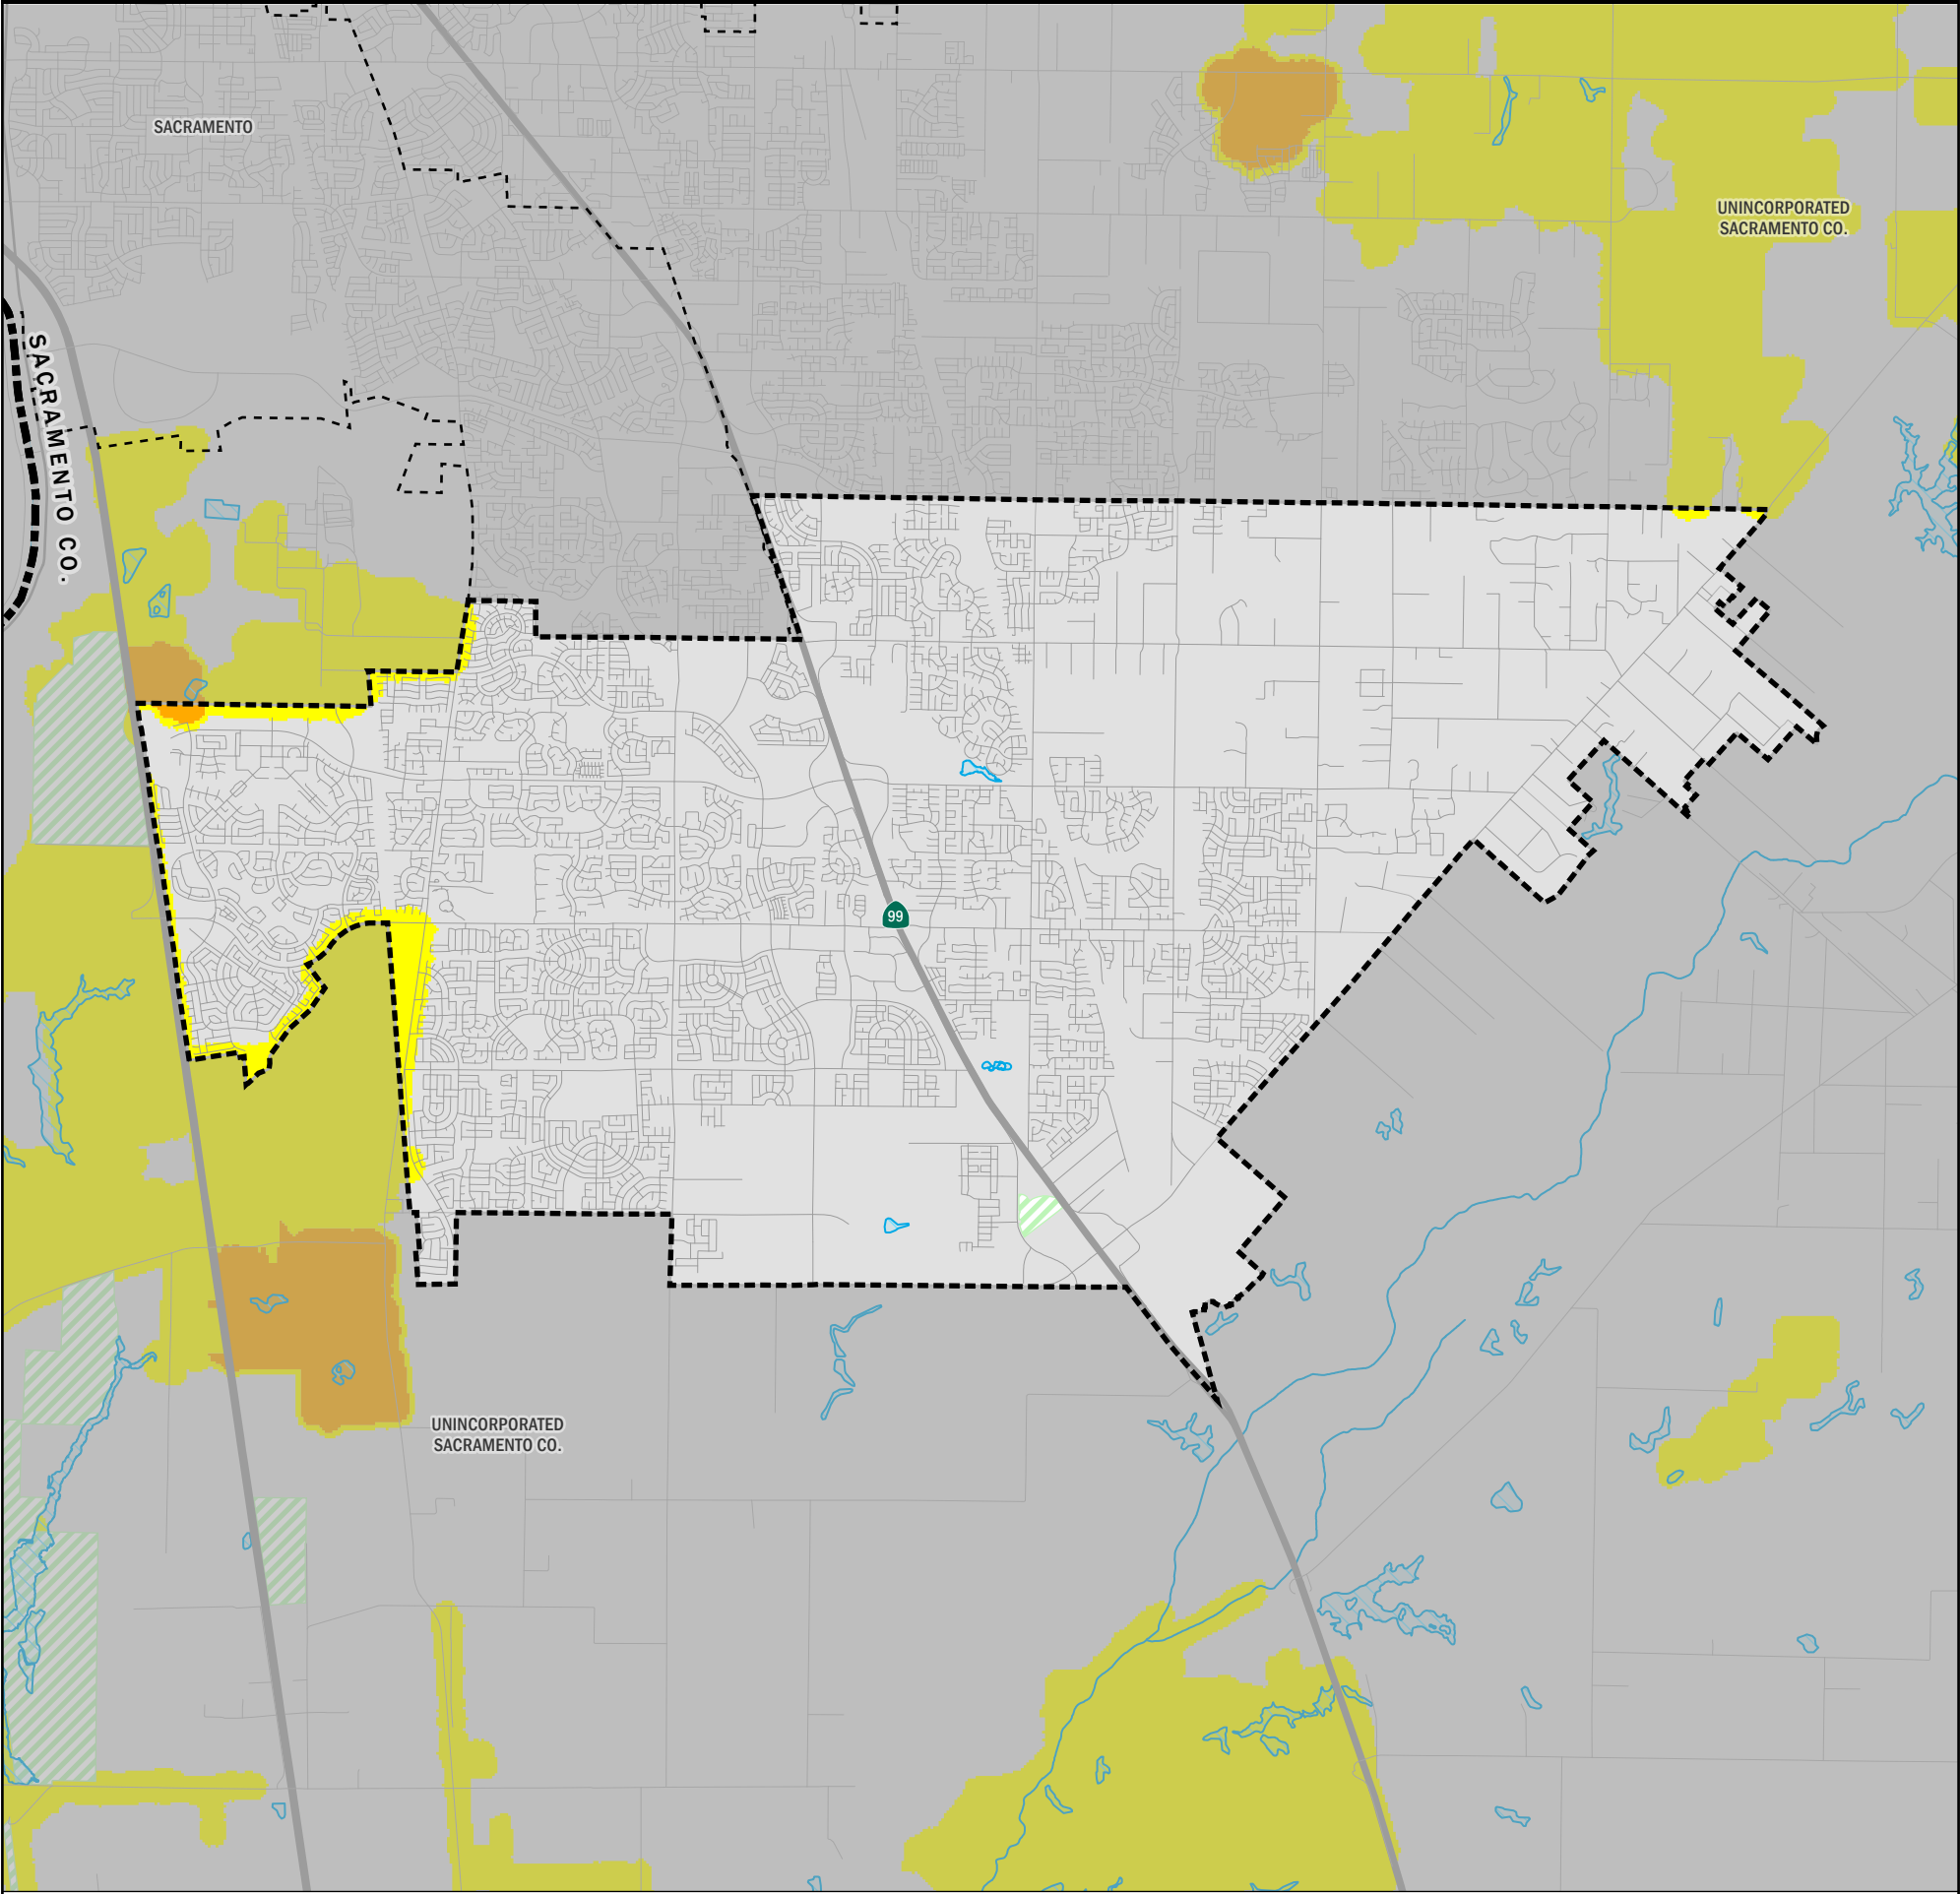 SACRAMENTO
UNINCORPORATED
SACRAMENTO CO.
SACRAMENTO CO.
99
UNINCORPORATED
SACRAMENTO CO.